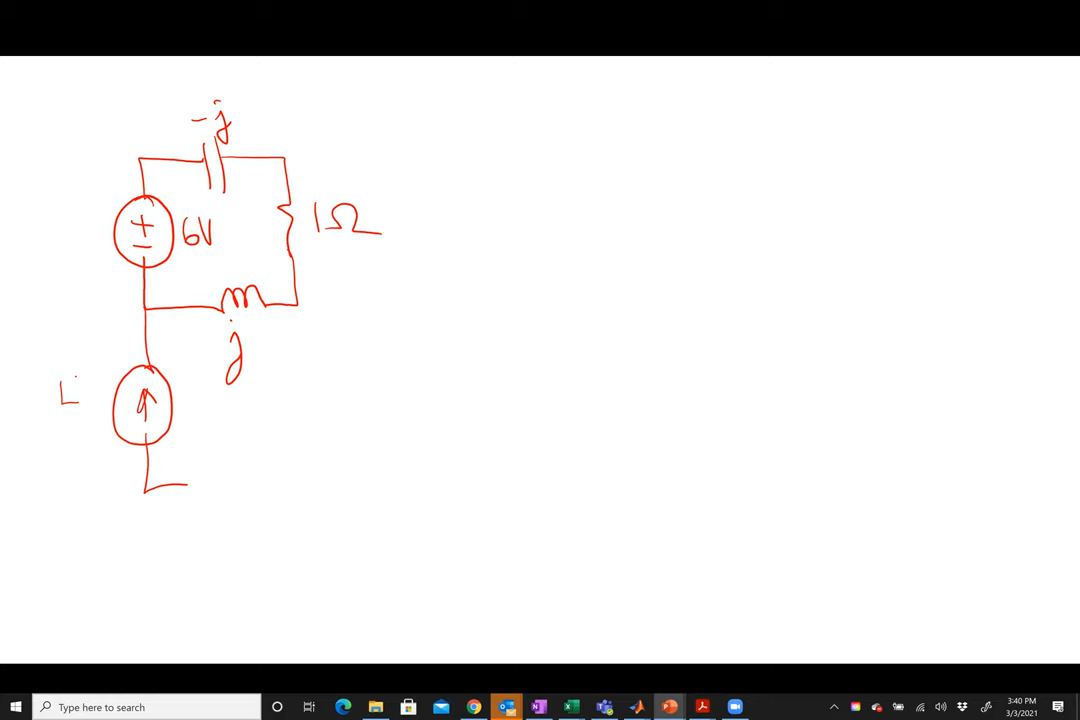 -j
+
-
6V
1Ω
j
Type here to search
3:40 PM
3/3/2021